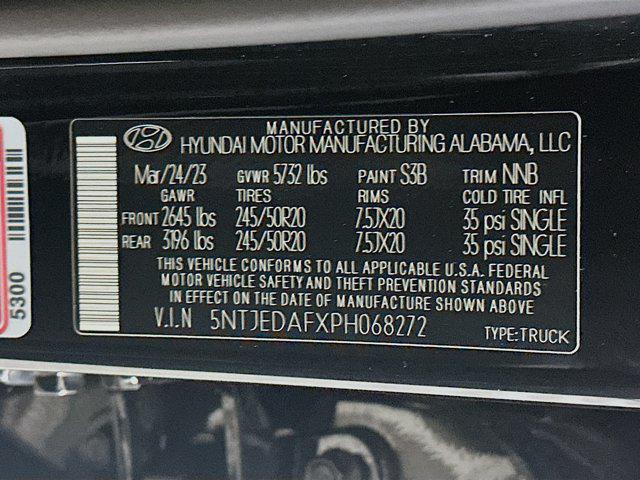 MANUFACTURED BY
HYUNDAI MOTOR MANUFACTURING ALABAMA, LLC
Mar/24/23 GVWR 5732 lbs PAINT S3B TRIM NNB
GAWR TIRES RIMS COLD TIRE INFL
FRONT 2645 lbs 245/50R20 7.5JX20 35 psi SINGLE
REAR 3196 lbs 245/50R20 7.5JX20 35 psi SINGLE
THIS VEHICLE CONFORMS TO ALL APPLICABLE U.S.A. FEDERAL
MOTOR VEHICLE SAFETY AND THEFT PREVENTION STANDARDS
IN EFFECT ON THE DATE OF MANUFACTURE SHOWN ABOVE
V.I.N 5NTJEDAFXPH068272 TYPE:TRUCK
5300